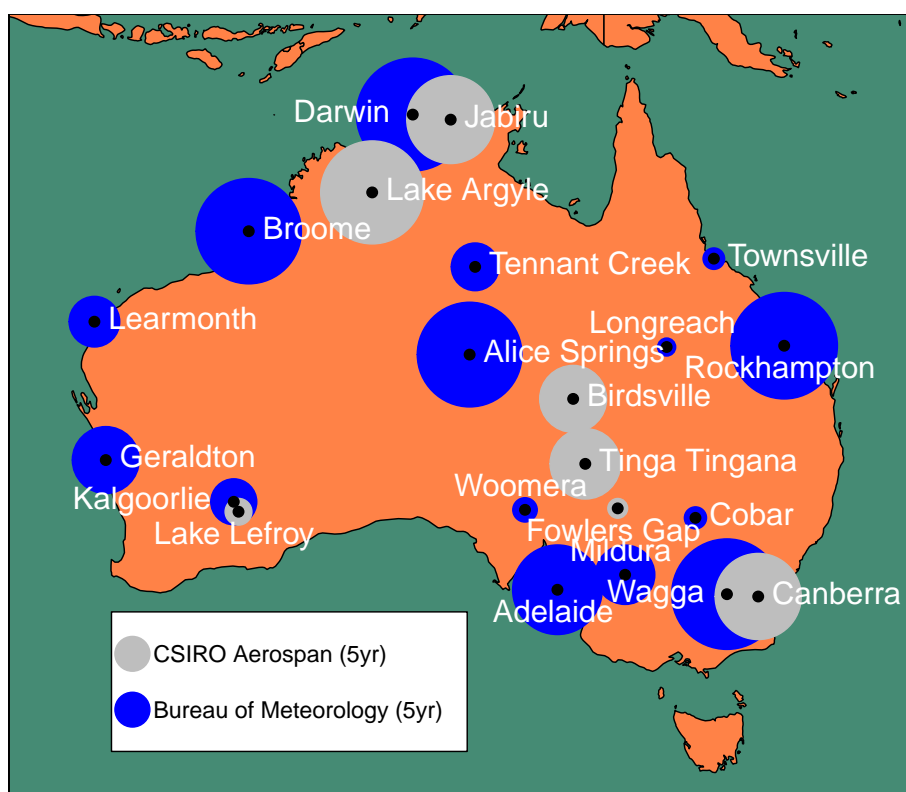 Darwin
Jabiru
Lake Argyle
Broome
Tennant Creek
Townsville
Learmonth
Longreach
Alice Springs
Rockhampton
Birdsville
Geraldton
Tinga Tingana
Woomera
Kalgoorlie
Cobar
Lake Lefroy
Fowlers Gap
Mildura
Wagga
Canberra
Adelaide
CSIRO Aerospan (5yr)
Bureau of Meteorology (5yr)